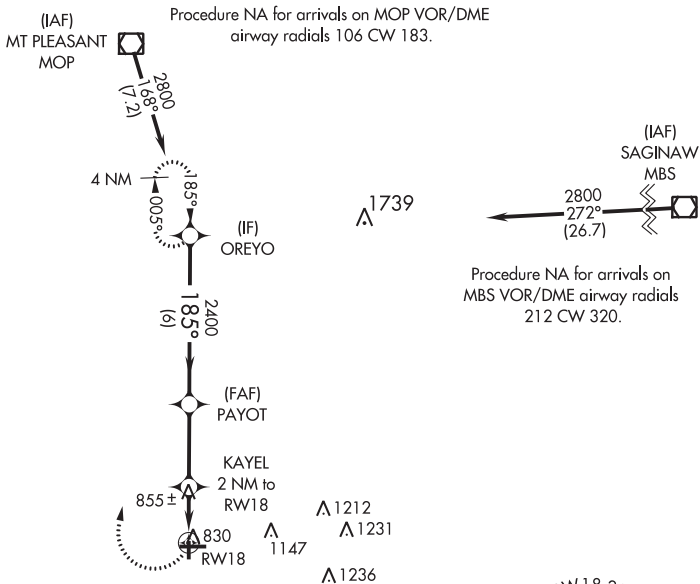 Procedure NA for arrivals on MOP VOR/DME
airway radials 106 CW 183.
(IAF)
MT PLEASANT
MOP
2800
168°
(7.2)
4 NM
185°
005°
(IF)
OREYO
1739
(IAF)
SAGINAW
MBS
2800
272°
(26.7)
Procedure NA for arrivals on
MBS VOR/DME airway radials
212 CW 320.
2400
185°
(6)
(FAF)
PAYOT
KAYEL
2 NM to
RW18
855 ±
830
RW18
1212
1231
1147
1236